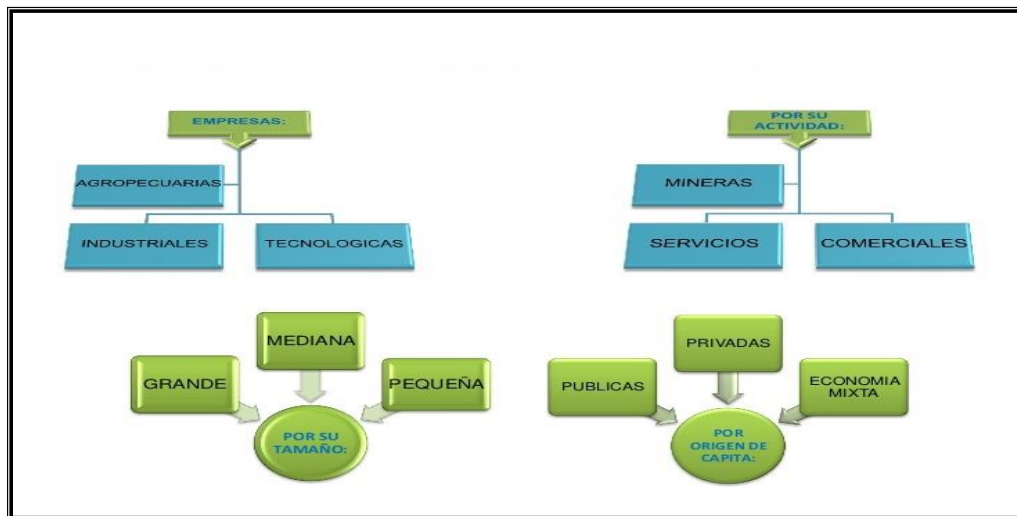 EMPRESAS:
AGROPECUARIAS
INDUSTRIALES
TECNOLOGICAS
POR SU
ACTIVIDAD:
MINERAS
SERVICIOS
COMERCIALES
GRANDE
MEDIANA
PEQUEÑA
POR SU
TAMAÑO:
PUBLICAS
PRIVADAS
ECONOMIA
MIXTA
POR
ORIGEN DE
CAPITA: